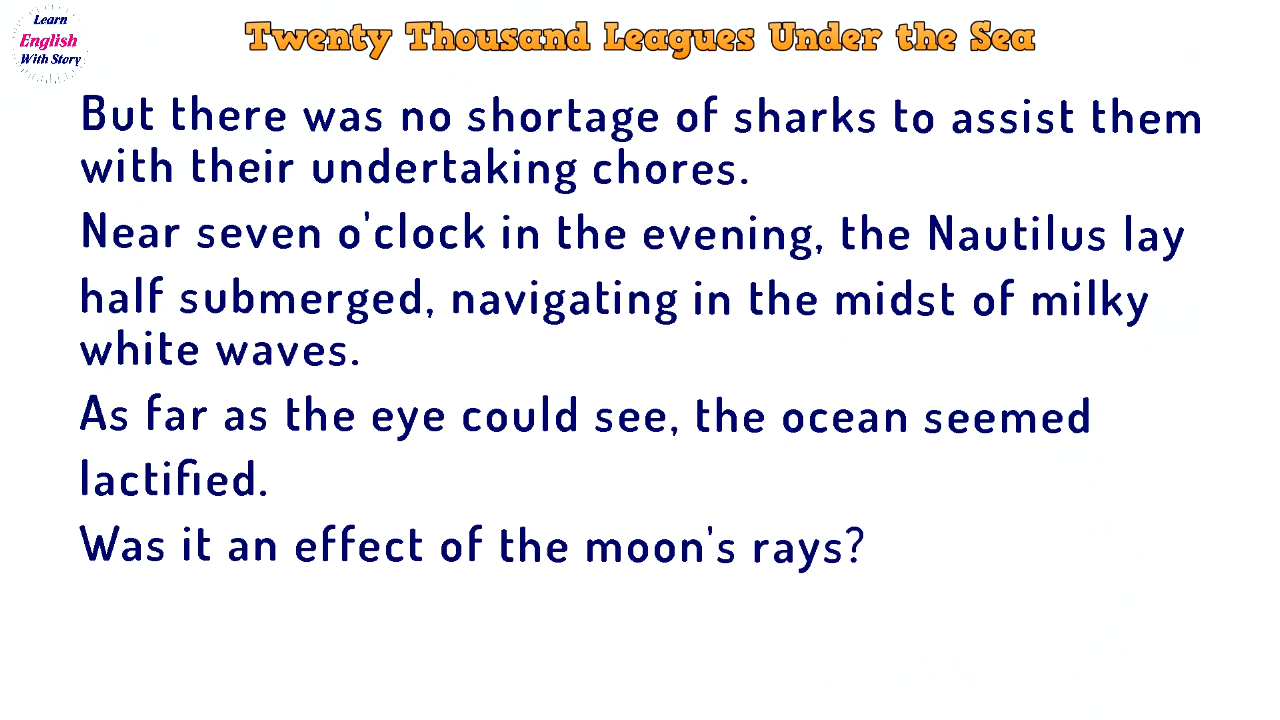 Learn
English
With Story
Twenty Thousand Leagues Under the Sea
But there was no shortage of sharks to assist them
with their undertaking chores.
Near seven o'clock in the evening, the Nautilus lay
half submerged, navigating in the midst of milky
white waves.
As far as the eye could see, the ocean seemed
lactified.
Was it an effect of the moon's rays?